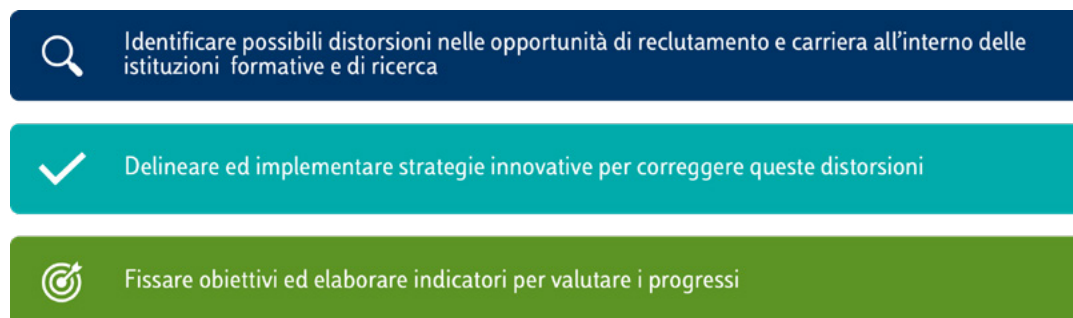 Identificare possibili distorsioni nelle opportunità di reclutamento e carriera all'interno delle
istituzioni formative e di ricerca
Delineare ed implementare strategie innovative per correggere queste distorsioni
Fissare obiettivi ed elaborare indicatori per valutare i progressi